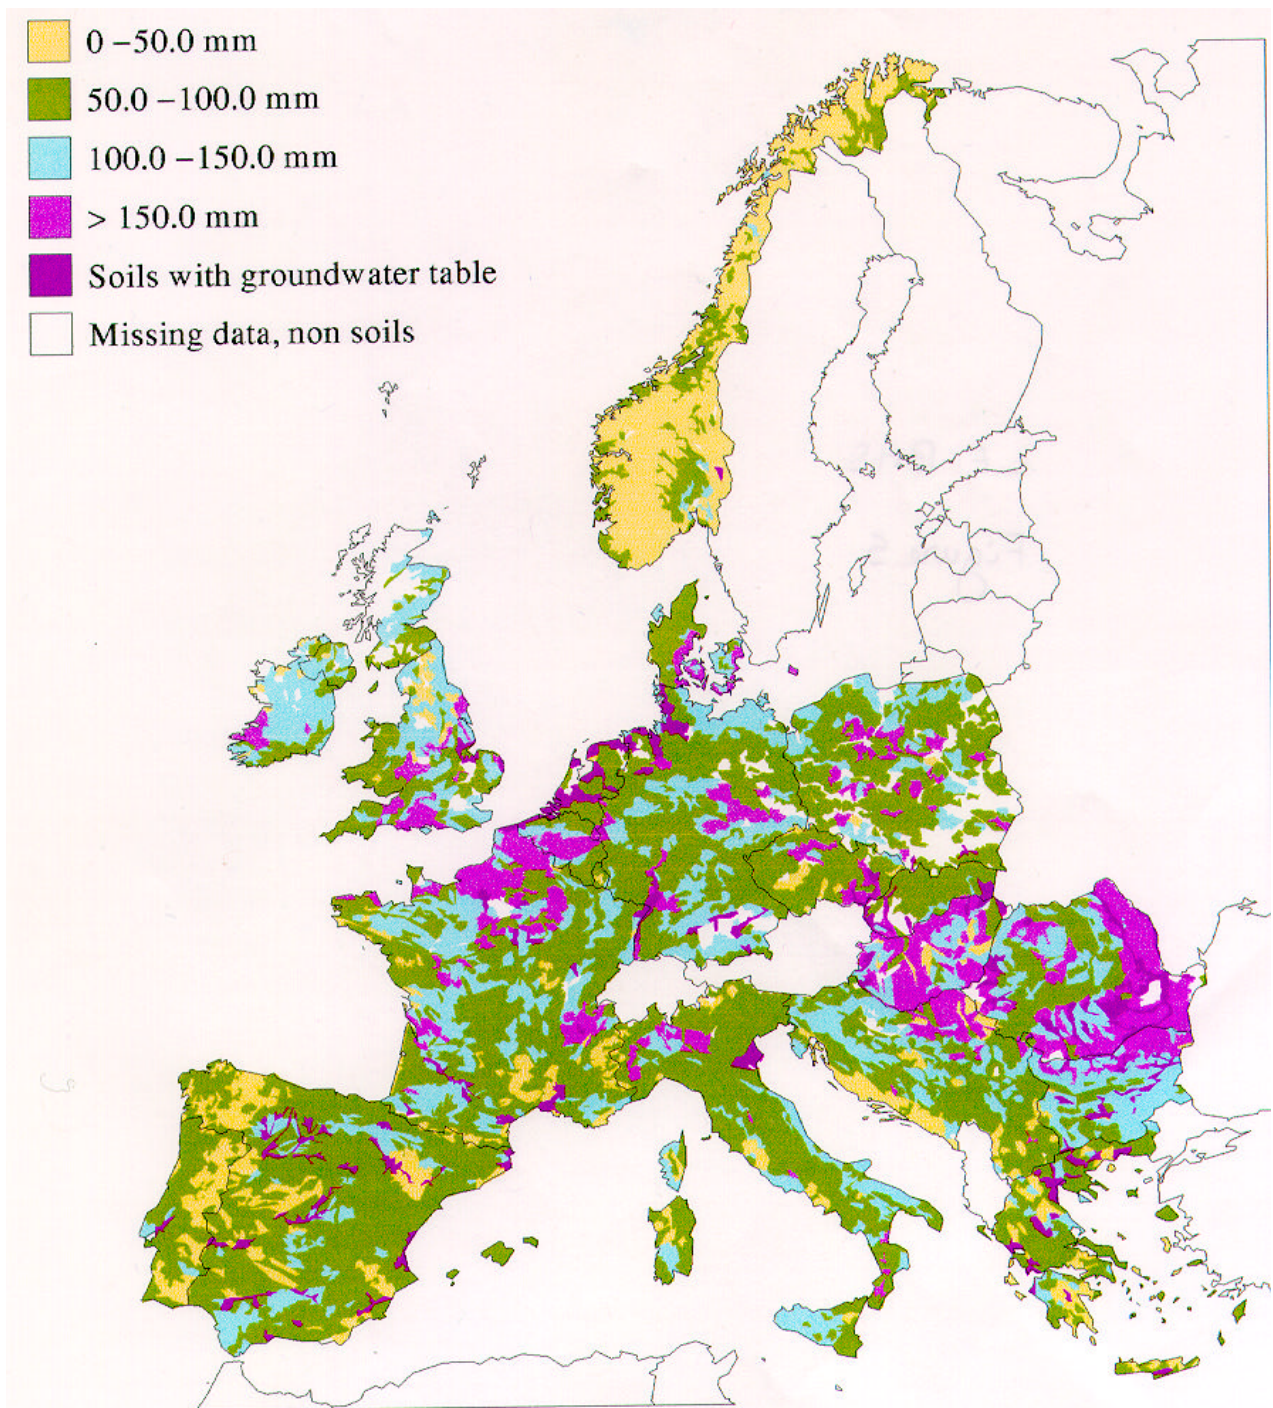 0 –50.0 mm
50.0 –100.0 mm
100.0 –150.0 mm
> 150.0 mm
Soils with groundwater table
Missing data, non soils